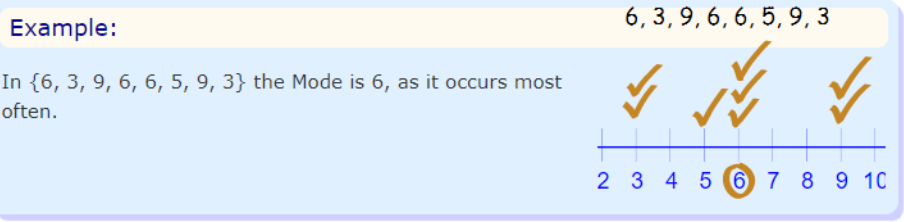 Example:
6, 3, 9, 6, 6, 5, 9, 3
In {6, 3, 9, 6, 6, 5, 9, 3} the Mode is 6, as it occurs most
often.
2 3 4 5 6 7 8 9 10